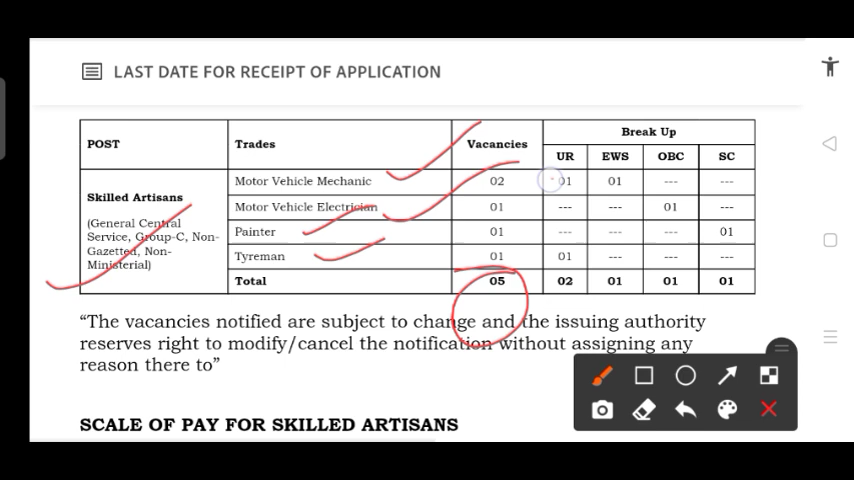 LAST DATE FOR RECEIPT OF APPLICATION
POST Trades Vacancies Break Up
UR EWS OBC SC
Skilled Artisans
(General Central
Service, Group-C, Non-
Gazetted, Non-
Ministerial)
Motor Vehicle Mechanic 02 01 01 --- ---
Motor Vehicle Electrician 01 --- --- 01 ---
Painter 01 --- --- --- 01
Tyreman 01 01 --- --- ---
Total 05 02 01 01 01
“The vacancies notified are subject to change and the issuing authority
reserves right to modify/cancel the notification without assigning any
reason there to”
SCALE OF PAY FOR SKILLED ARTISANS